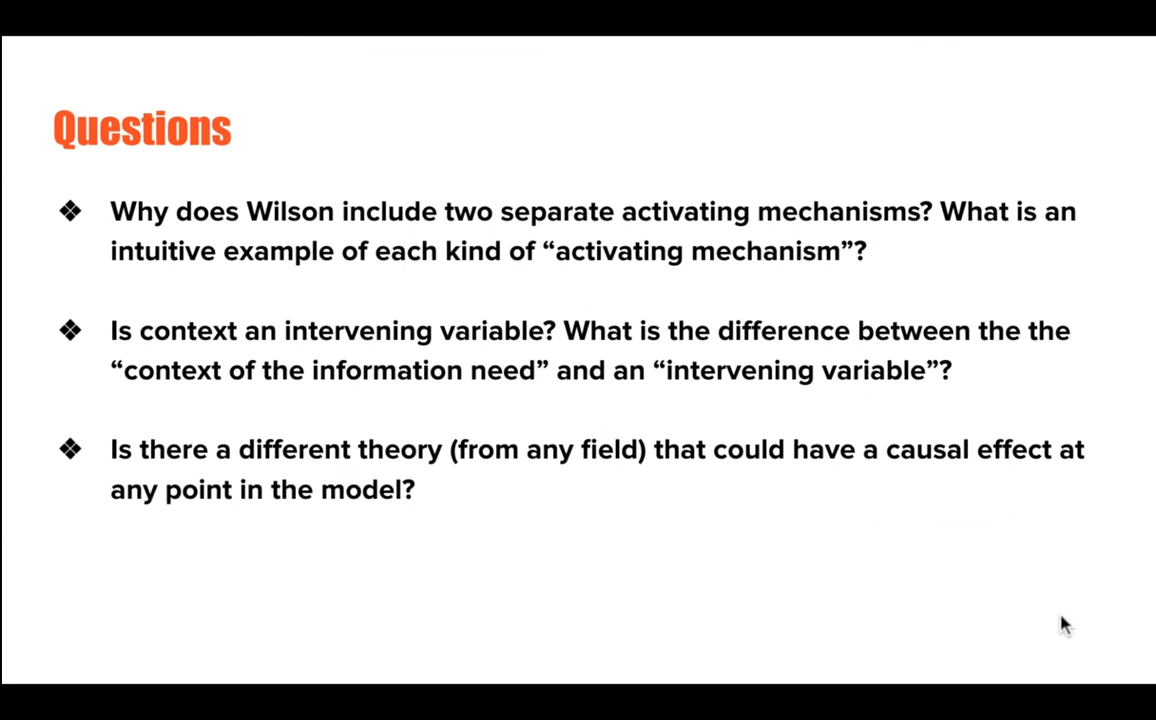 Questions
❖ Why does Wilson include two separate activating mechanisms? What is an
intuitive example of each kind of “activating mechanism”?
❖ Is context an intervening variable? What is the difference between the the
“context of the information need” and an “intervening variable”?
❖ Is there a different theory (from any field) that could have a causal effect at
any point in the model?